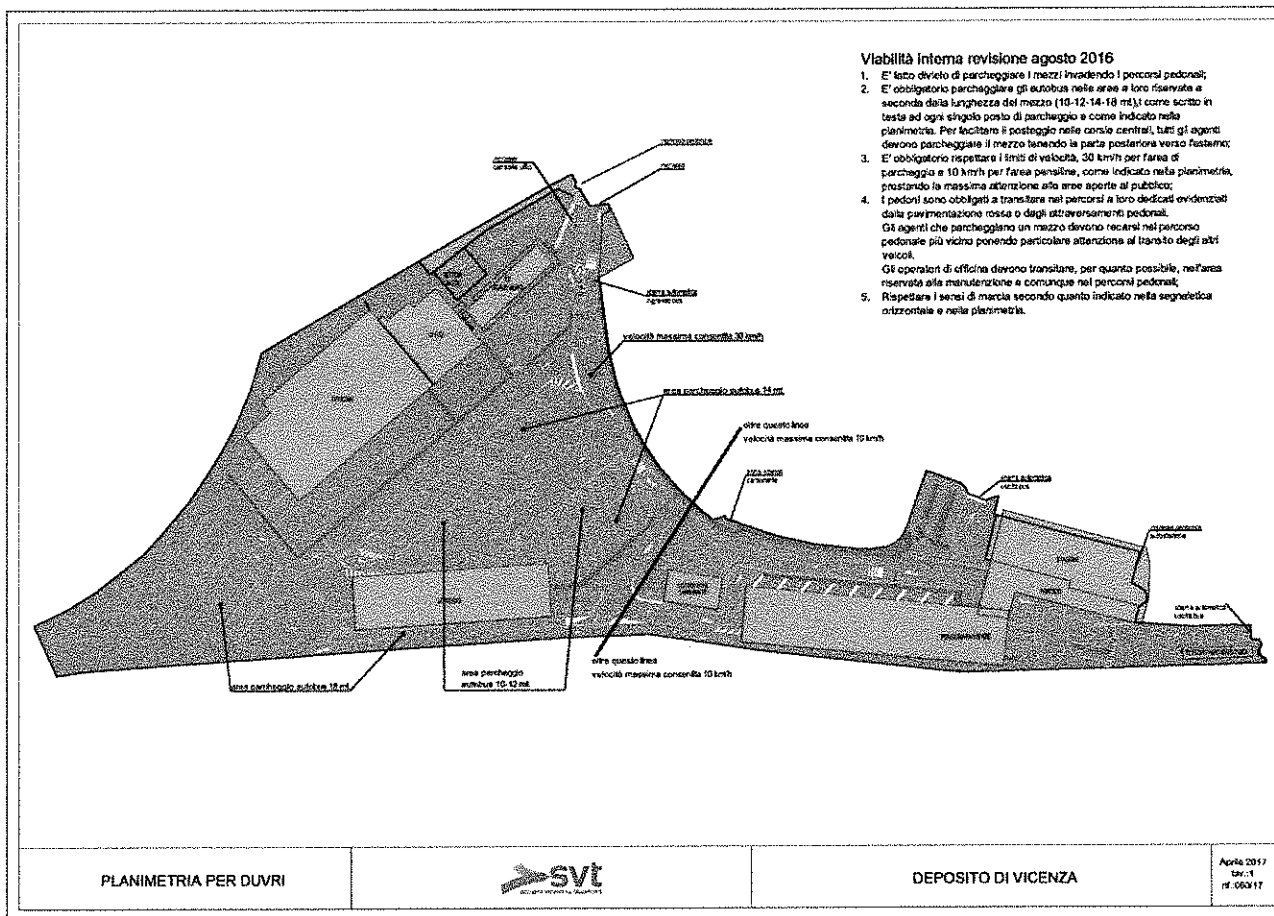 Viabilità interna revisione agosto 2016
1. E' fatto divieto di parcheggiare i mezzi invadendo i percorsi pedonali;
2. E' obbligatorio parcheggiare gli autobus nelle aree a loro riservate a
seconda della lunghezza del mezzo (10-12-14-18 mt), come scritto in
testa ad ogni singolo posto di parcheggio e come indicato nella
planimetria. Per facilitare il posteggio nelle corsie centrali, tutti gli agenti
devono parcheggiare il mezzo tenendo la parte posteriore verso l'esterno;
3. E' obbligatorio rispettare i limiti di velocità, 30 km/h per l'area di
parcheggio e 10 km/h per l'area pensiline, come indicato nella planimetria,
prestando la massima attenzione alle aree aperte al pubblico;
4. I pedoni sono obbligati a transitare nei percorsi a loro dedicati evidenziati
dalla pavimentazione rossa o dagli attraversamenti pedonali.
Gli agenti che parcheggiano un mezzo devono recarsi nel percorso
pedonale più vicino ponendo particolare attenzione al transito degli altri
veicoli.
Gli operatori di officina devono transitare, per quanto possibile, nell'area
riservata alla manutenzione e comunque nei percorsi pedonali;
5. Rispettare i sensi di marcia secondo quanto indicato nella segnaletica
orizzontale e nella planimetria.
velocità massima consentita 30 km/h
area parcheggio autobus 14 mt.
oltre questo linea
velocità massima consentita 10 km/h
oltre questo linea
velocità massima consentita 10 km/h
area parcheggio
autobus 10-12 mt.
area parcheggio autobus 18 mt.
PLANIMETRIA PER DUVRI
svt
DEPOSITO DI VICENZA
Aprile 2017
tav.:1
rif.:060/17